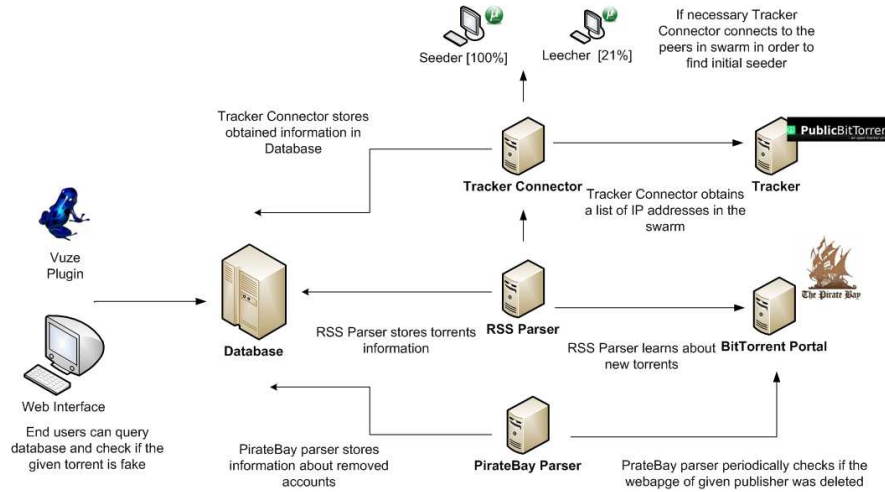 If necessary Tracker
Connector connects to the
peers in swarm in order to
find initial seeder
Seeder [100%]
Leecher [21%]
Tracker Connector stores
obtained information in
Database
PublicBitTorren
Tracker Connector
Tracker
Tracker Connector obtains
a list of IP addresses in the
swarm
Vuze
Plugin
The Pirate Bay
Database
RSS Parser stores torrents
information
RSS Parser
BitTorrent Portal
RSS Parser learns about
new torrents
Web Interface
End users can query
database and check if the
given torrent is fake
PirateBay parser stores
information about removed
accounts
PirateBay Parser
PrateBay parser periodically checks if the
webapge of given publisher was deleted